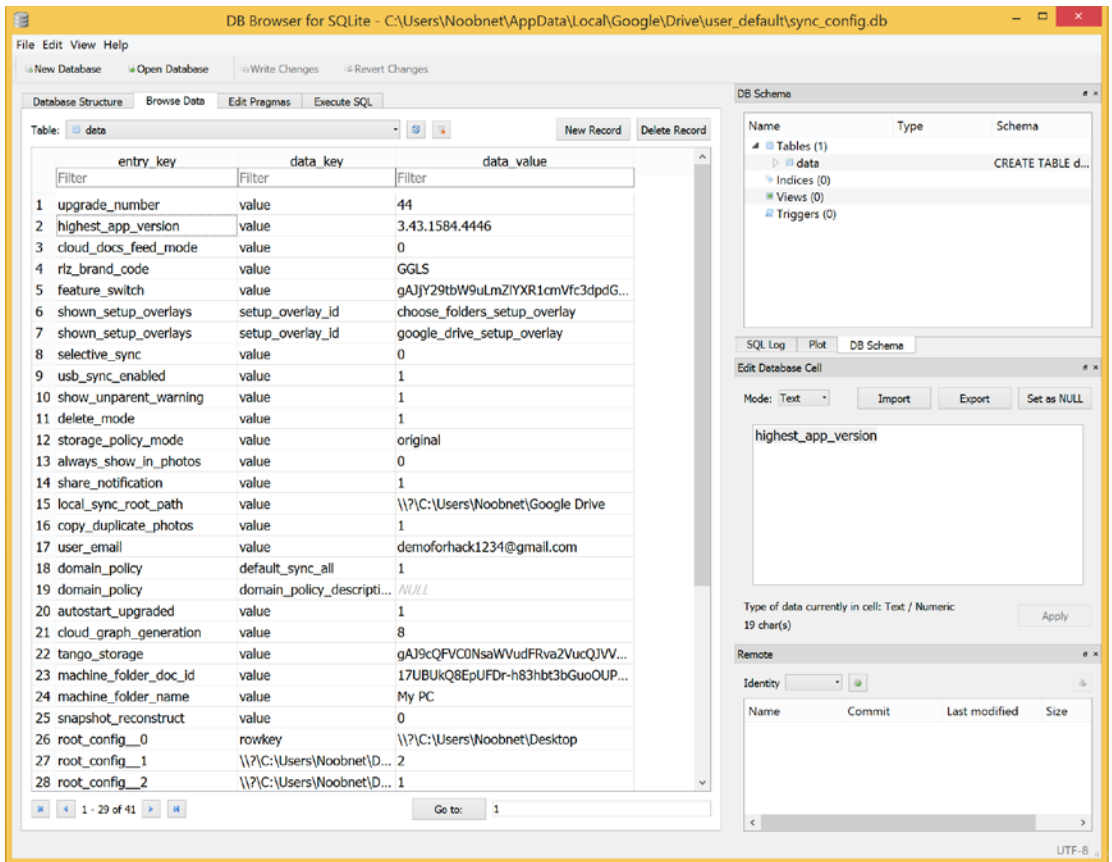 DB Browser for SQLite - C:\Users\Noobnet\AppData\Local\Google\Drive\user_default\sync_config.db
File Edit View Help
New Database Open Database Write Changes Revert Changes
Database Structure Browse Data Edit Pragmas Execute SQL
Table: data New Record Delete Record
entry_key data_key data_value
Filter Filter Filter
1 upgrade_number value 44
2 highest_app_version value 3.43.1584.4446
3 cloud_docs_feed_mode value 0
4 rlz_brand_code value GGLS
5 feature_switch value
6 shown_setup_overlays setup_overlay_id choose_folders_setup_overlay
7 shown_setup_overlays setup_overlay_id google_drive_setup_overlay
8 selective_sync value 0
9 usb_sync_enabled value 1
10 show_unparent_warning value 1
11 delete_mode value 1
12 storage_policy_mode value original
13 always_show_in_photos value 0
14 share_notification value 1
15 local_sync_root_path value \\?\C:\Users\Noobnet\Google Drive
16 copy_duplicate_photos value 1
17 user_email value demoforhack1234@gmail.com
18 domain_policy default_sync_all 1
19 domain_policy domain_policy_descripti... NULL
20 autostart_upgraded value 1
21 cloud_graph_generation value 8
22 tango_storage value
23 machine_folder_doc_id value 17UBUkQ8EpUFDr-h83hbt3bGuoOUP...
24 machine_folder_name value My PC
25 snapshot_reconstruct value 0
26 root_config__0 rowkey \\?\C:\Users\Noobnet\Desktop
27 root_config__1 \\?\C:\Users\Noobnet\D... 2
28 root_config__2 \\?\C:\Users\Noobnet\D... 1
1 - 29 of 41 Go to: 1
DB Schema
Name Type Schema
Tables (1)
data CREATE TABLE d...
Indices (0)
Views (0)
Triggers (0)
SQL Log Plot DB Schema
Edit Database Cell
Mode: Text Import Export Set as NULL
highest_app_version
Type of data currently in cell: Text / Numeric
19 char(s)
Apply
Remote
Identity
Name Commit Last modified Size
UTF-8